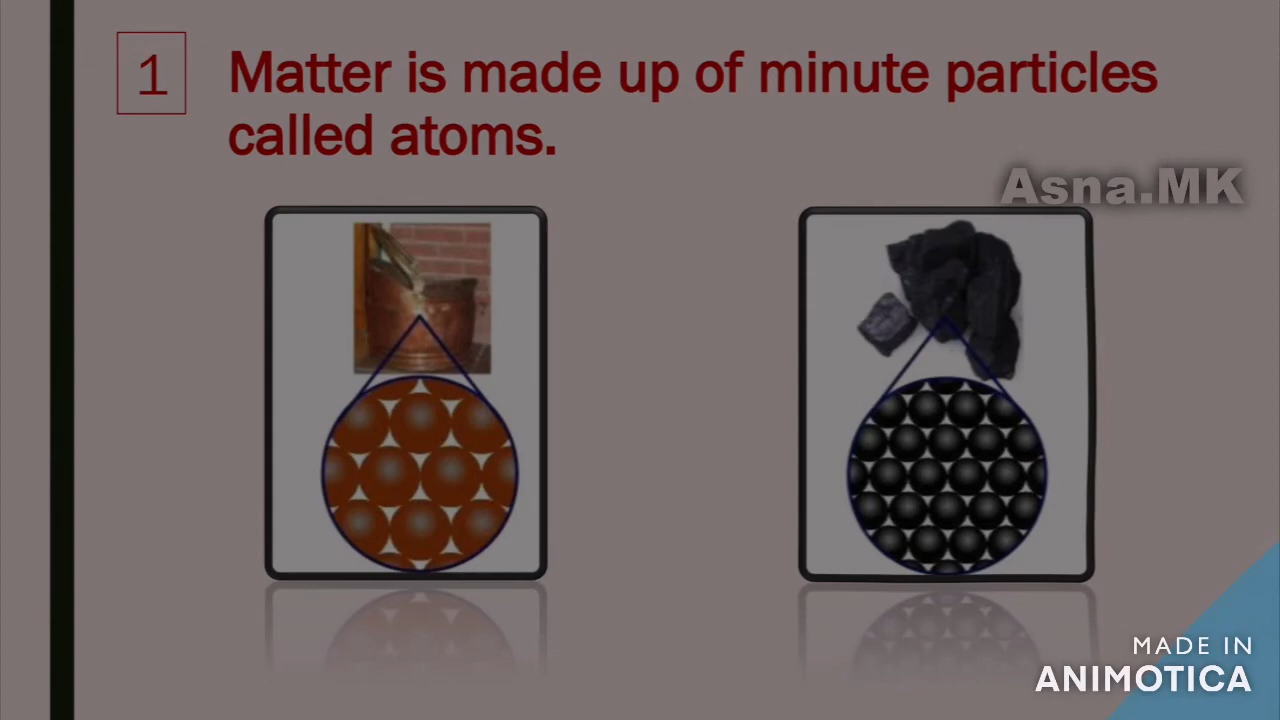 1
Matter is made up of minute particles
called atoms.
Asna.MK
MADE IN
ANIMOTICA